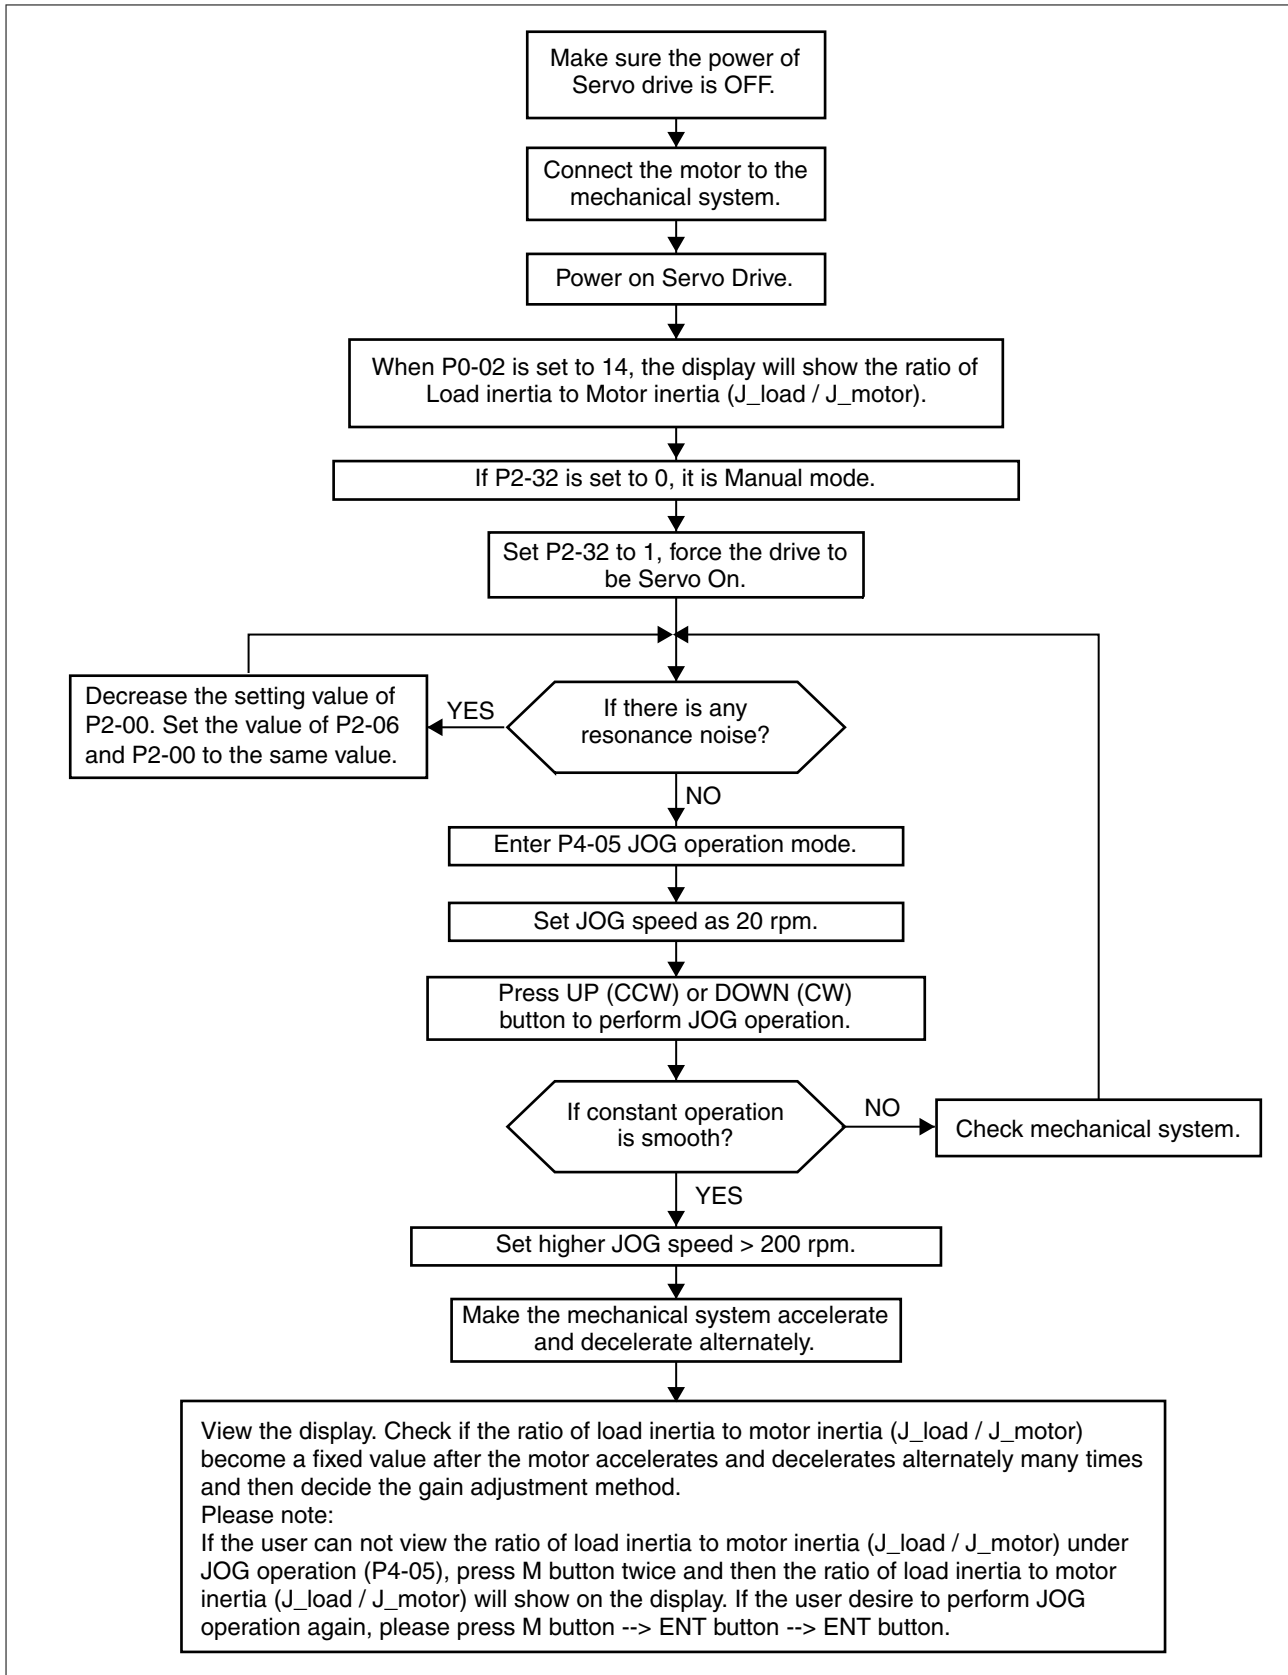 Make sure the power of
Servo drive is OFF.
Connect the motor to the
mechanical system.
Power on Servo Drive.
When P0-02 is set to 14, the display will show the ratio of
Load inertia to Motor inertia (J_load / J_motor).
If P2-32 is set to 0, it is Manual mode.
Set P2-32 to 1, force the drive to
be Servo On.
Decrease the setting value of
P2-00. Set the value of P2-06
and P2-00 to the same value.
YES
If there is any
resonance noise?
NO
Enter P4-05 JOG operation mode.
Set JOG speed as 20 rpm.
Press UP (CCW) or DOWN (CW)
button to perform JOG operation.
If constant operation
is smooth?
NO
Check mechanical system.
YES
Set higher JOG speed > 200 rpm.
Make the mechanical system accelerate
and decelerate alternately.
View the display. Check if the ratio of load inertia to motor inertia (J_load / J_motor)
become a fixed value after the motor accelerates and decelerates alternately many times
and then decide the gain adjustment method.
Please note:
If the user can not view the ratio of load inertia to motor inertia (J_load / J_motor) under
JOG operation (P4-05), press M button twice and then the ratio of load inertia to motor
inertia (J_load / J_motor) will show on the display. If the user desire to perform JOG
operation again, please press M button --> ENT button --> ENT button.